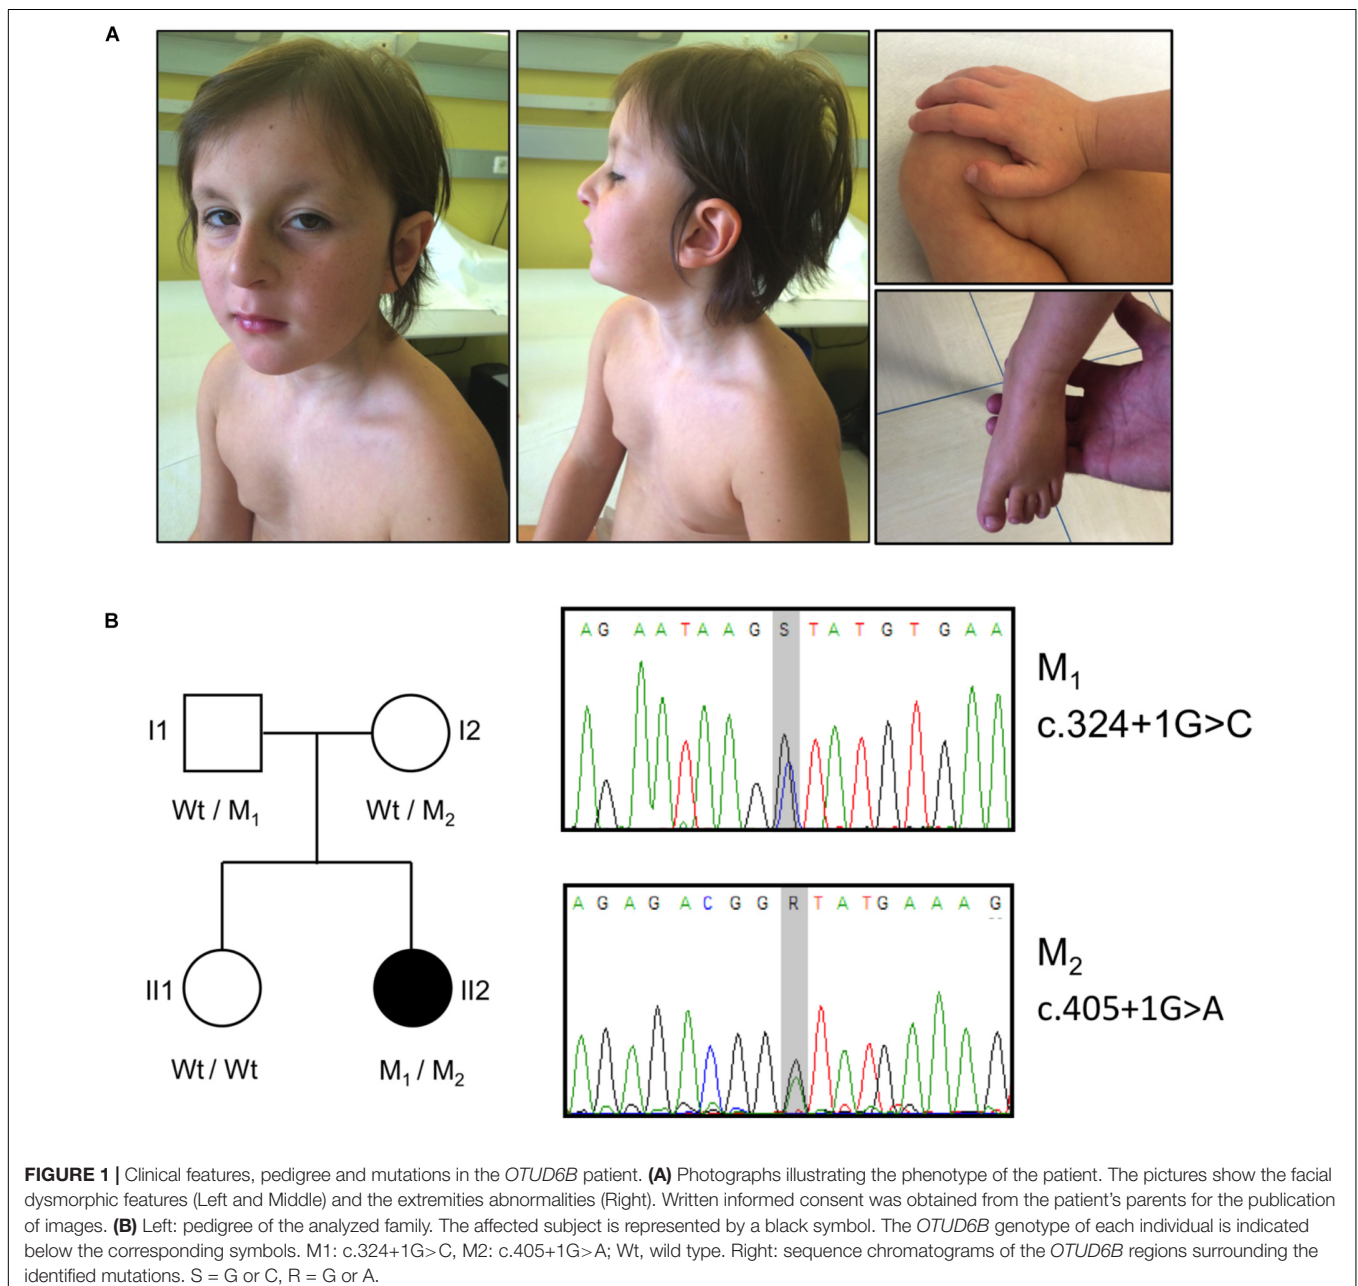 A
B
AG AATAAG S TATGTGAA
M1
c.324+1G>C
I1
I2
Wt / M1
Wt / M2
AGAGACGG R TATGAAAG
M2
c.405+1G>A
II1
II2
Wt / Wt
M1 / M2
FIGURE 1 | Clinical features, pedigree and mutations in the OTUD6B patient. (A) Photographs illustrating the phenotype of the patient. The pictures show the facial
dysmorphic features (Left and Middle) and the extremities abnormalities (Right). Written informed consent was obtained from the patient's parents for the publication
of images. (B) Left: pedigree of the analyzed family. The affected subject is represented by a black symbol. The OTUD6B genotype of each individual is indicated
below the corresponding symbols. M1: c.324+1G>C, M2: c.405+1G>A; Wt, wild type. Right: sequence chromatograms of the OTUD6B regions surrounding the
identified mutations. S = G or C, R = G or A.